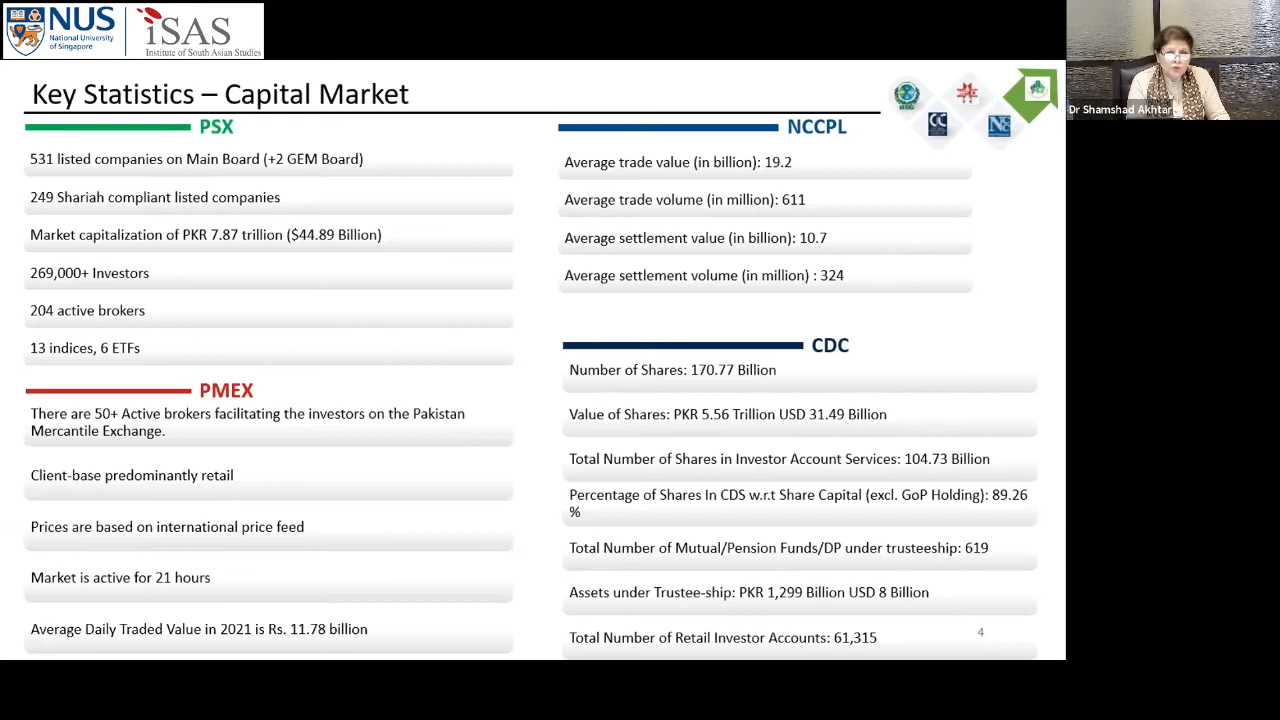 NUS
National University
of Singapore
iSAS
Institute of South Asian Studies
Dr Shamshad Akhtar
Key Statistics – Capital Market
PSX
531 listed companies on Main Board (+2 GEM Board)
249 Shariah compliant listed companies
Market capitalization of PKR 7.87 trillion ($44.89 Billion)
269,000+ Investors
204 active brokers
13 indices, 6 ETFs
PMEX
There are 50+ Active brokers facilitating the investors on the Pakistan
Mercantile Exchange.
Client-base predominantly retail
Prices are based on international price feed
Market is active for 21 hours
Average Daily Traded Value in 2021 is Rs. 11.78 billion
NCCPL
Average trade value (in billion): 19.2
Average trade volume (in million): 611
Average settlement value (in billion): 10.7
Average settlement volume (in million) : 324
CDC
Number of Shares: 170.77 Billion
Value of Shares: PKR 5.56 Trillion USD 31.49 Billion
Total Number of Shares in Investor Account Services: 104.73 Billion
Percentage of Shares In CDS w.r.t Share Capital (excl. GoP Holding): 89.26
%
Total Number of Mutual/Pension Funds/DP under trusteeship: 619
Assets under Trustee-ship: PKR 1,299 Billion USD 8 Billion
Total Number of Retail Investor Accounts: 61,315
4